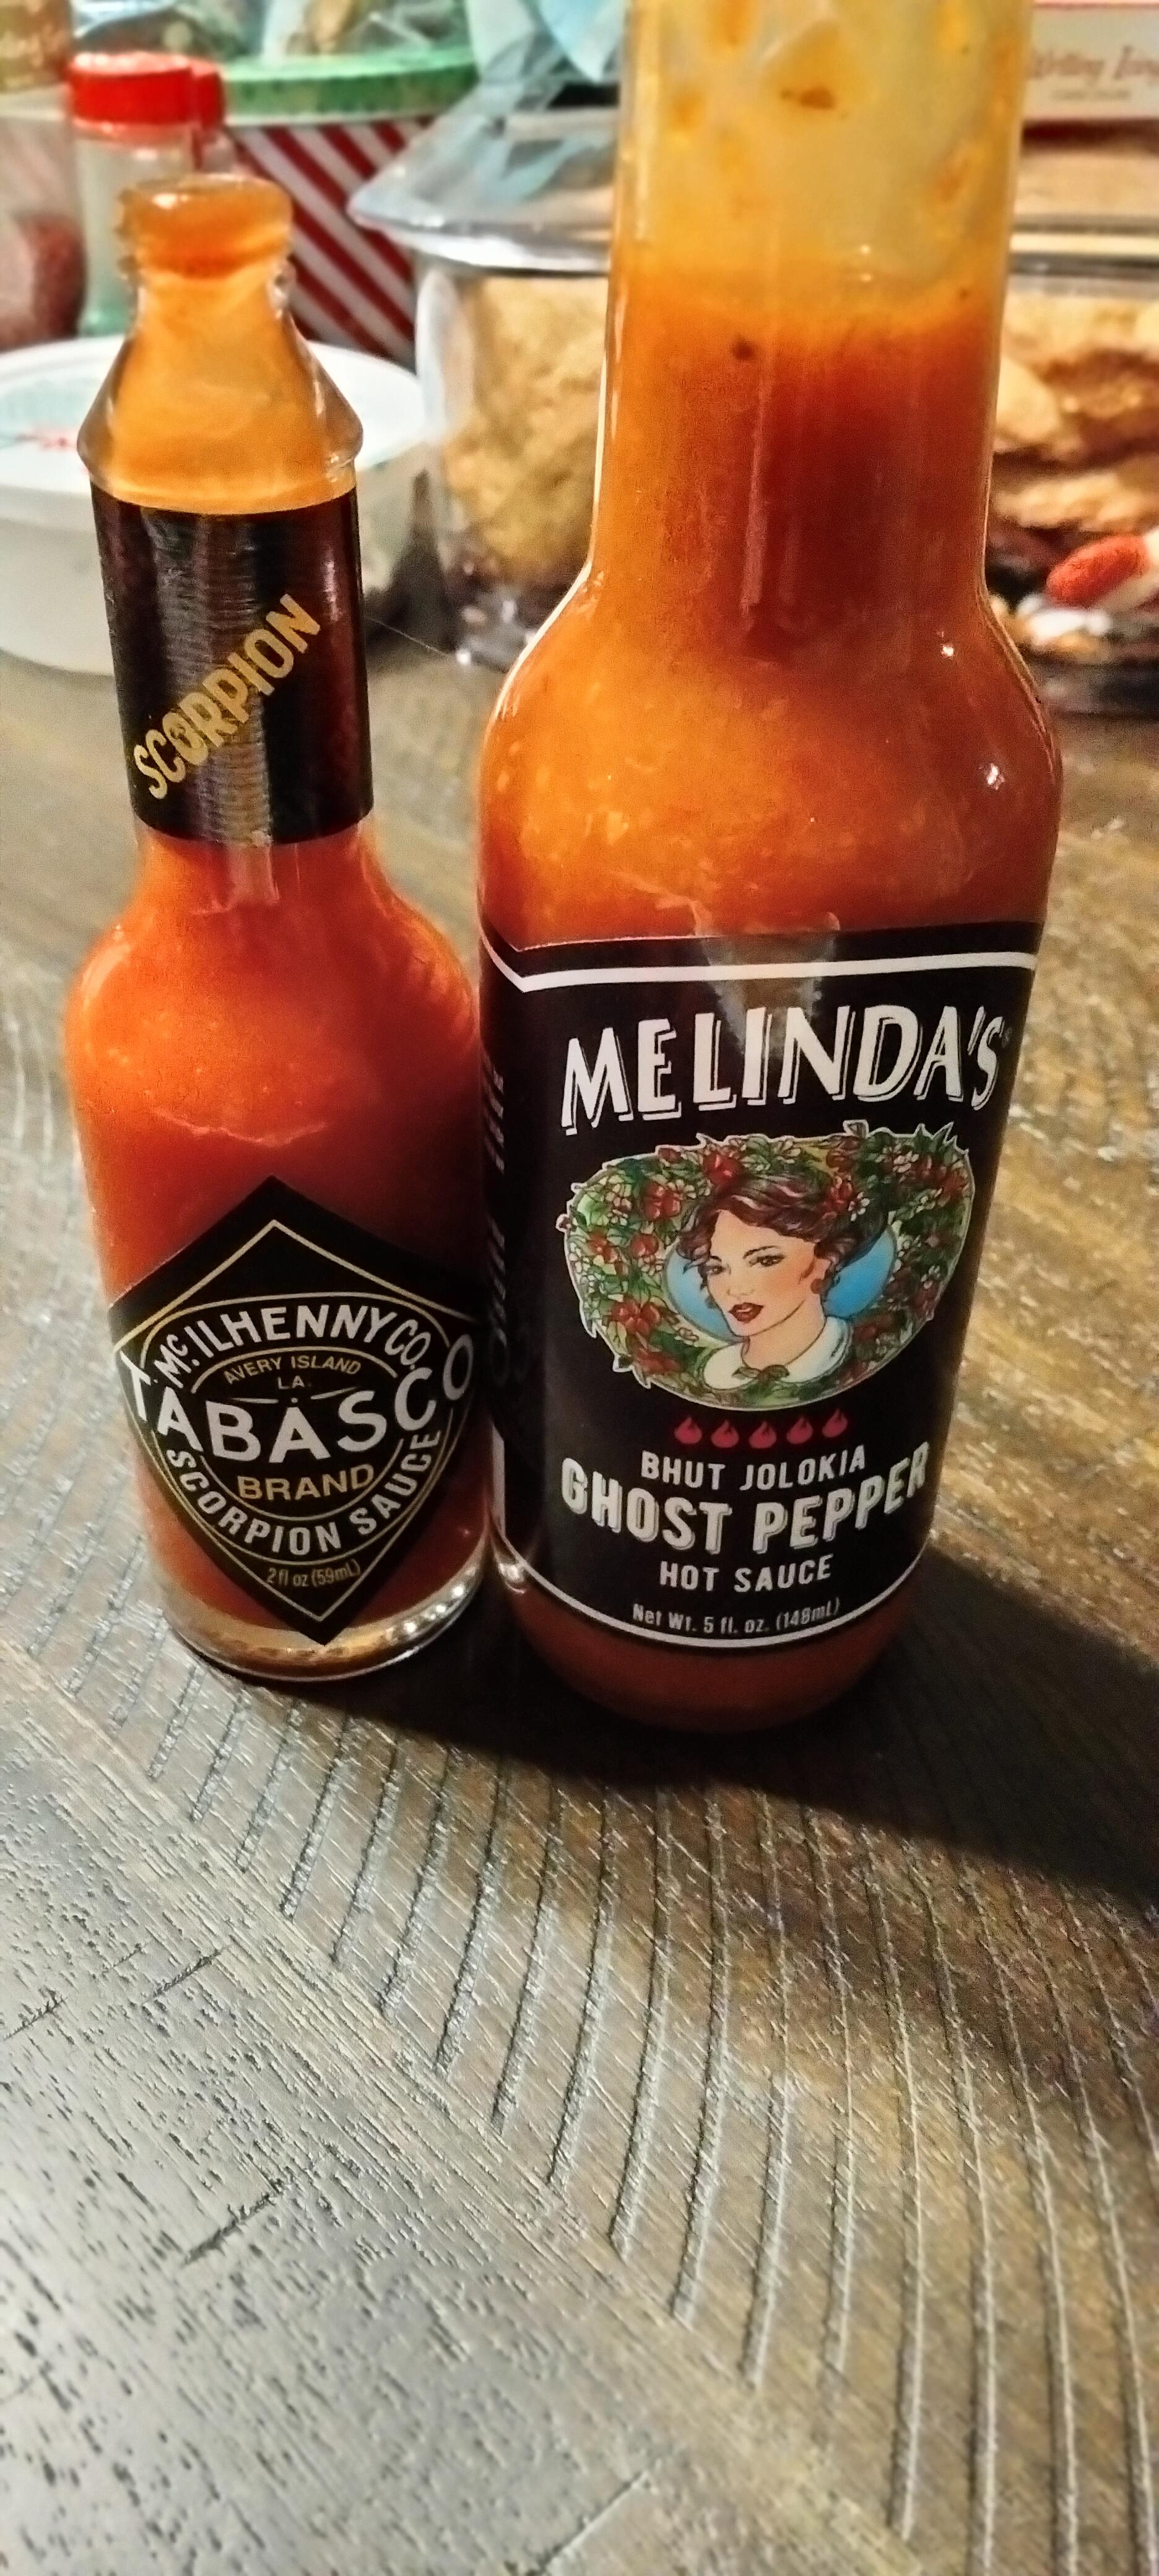 SCORPION
McILHENNY CO.
AVERY ISLAND
LA.
TABASCO
BRAND
SCORPION SAUCE
2 fl oz (59mL)
MELINDA'S
BHUT JOLOKIA
GHOST PEPPER
HOT SAUCE
Net Wt. 5 fl. oz. (148mL)